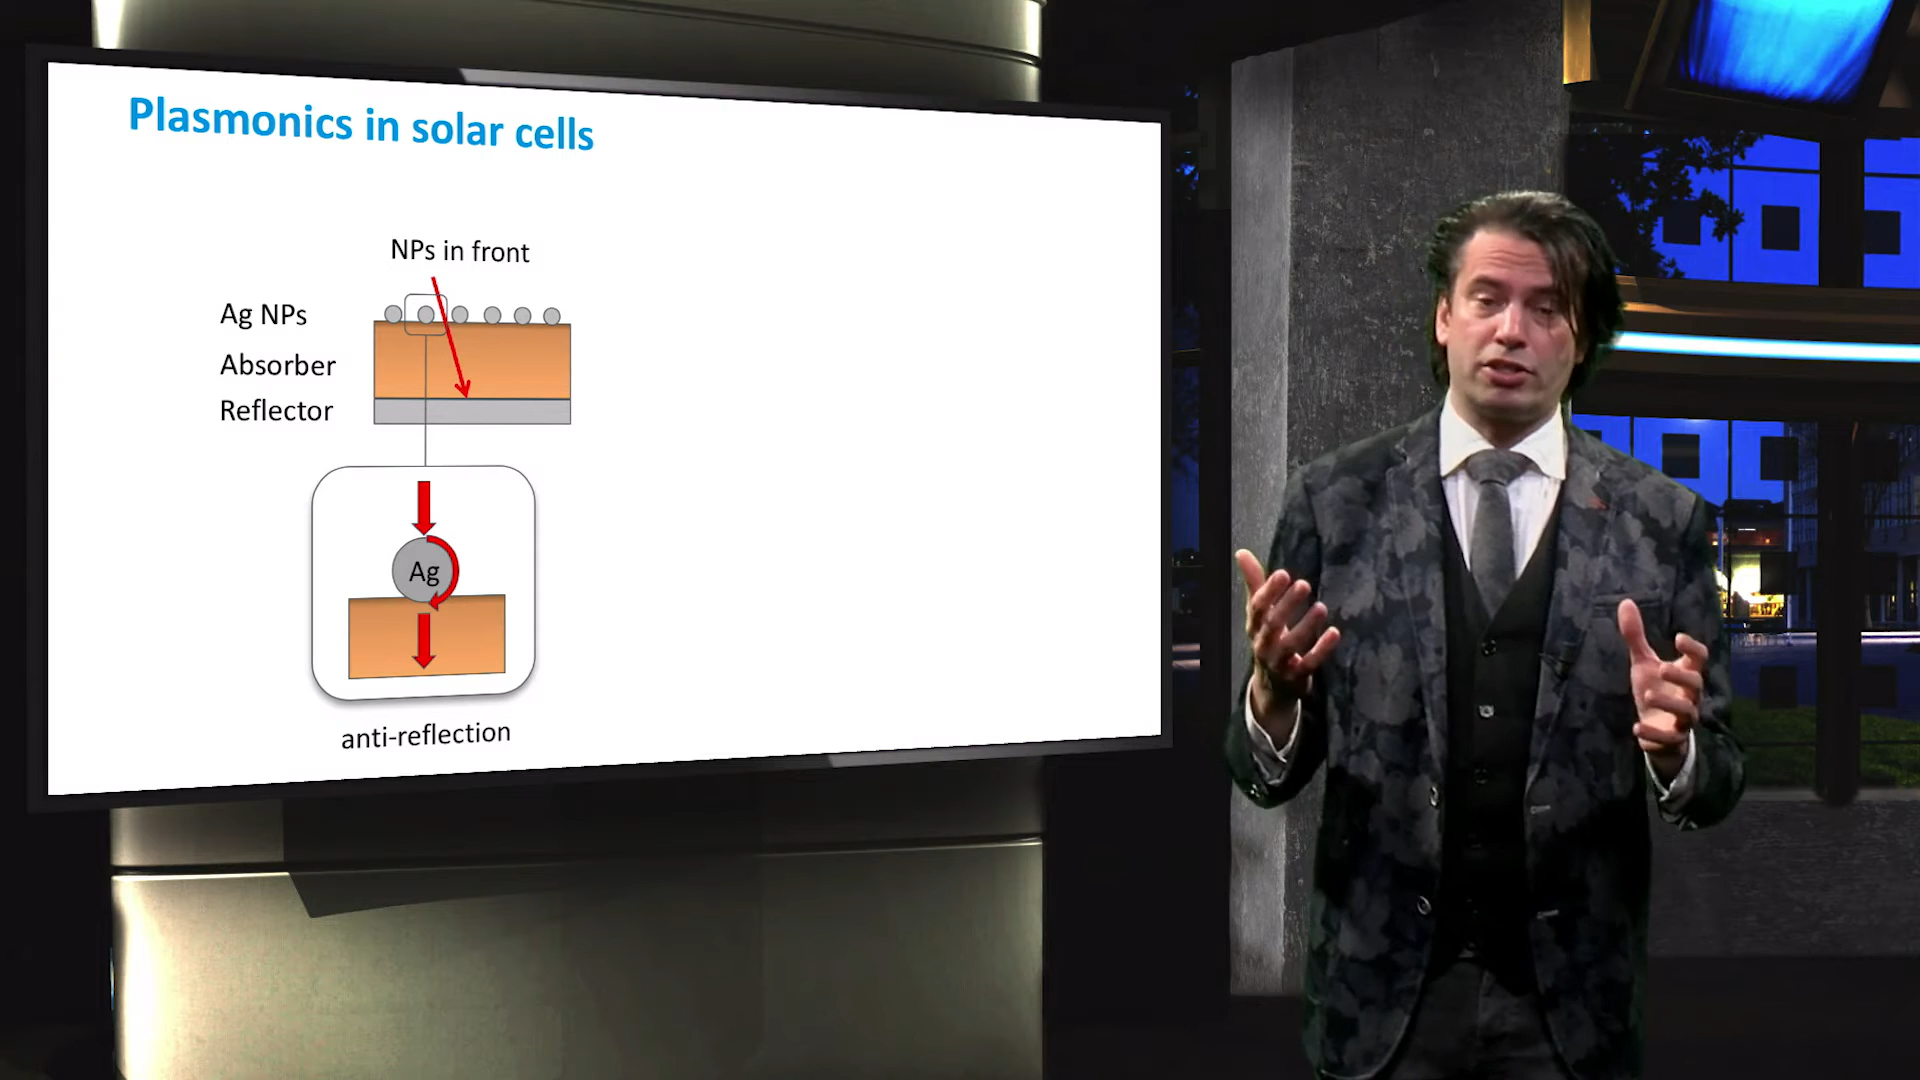 Plasmonics in solar cells
NPs in front
Ag NPs
Absorber
Reflector
Ag
anti-reflection